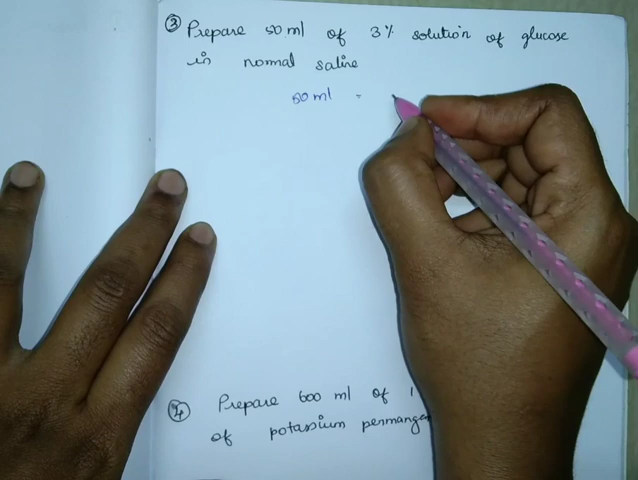 ③ Prepare 50 ml of 3% solution of glucose
in normal saline
50 ml -
④ Prepare 600 ml of 1
of potassium